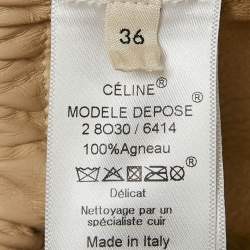 36
CÉLINE®
MODELE DEPOSE®
2 8O30 / 6414
100%Agneau
Délicat
Nettoyage par un
spécialiste cuir
Made in Italy